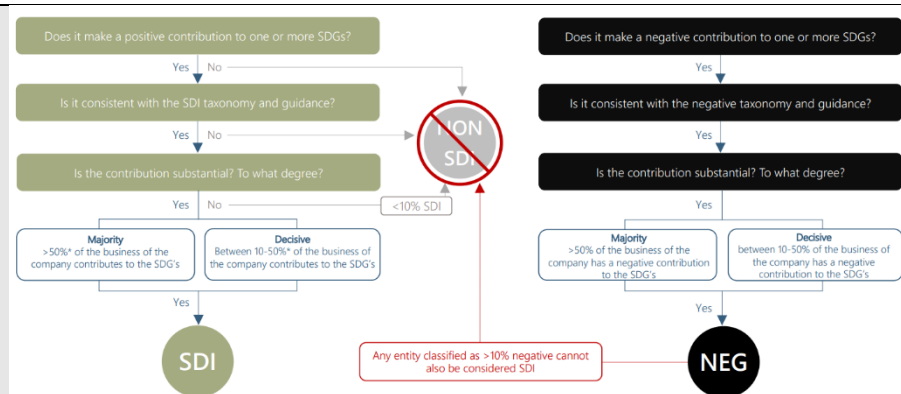 Does it make a positive contribution to one or more SDGs?
Yes
No
Is it consistent with the SDI taxonomy and guidance?
Yes
No
Is the contribution substantial? To what degree?
Yes
No
<10% SDI
Majority
>50%* of the business of the
company contributes to the SDG's
Decisive
Between 10-50%* of the business of
the company contributes to the SDG's
Yes
SDI
NON
SDI
Any entity classified as >10% negative cannot
also be considered SDI
Does it make a negative contribution to one or more SDGs?
Yes
Is it consistent with the negative taxonomy and guidance?
Yes
Is the contribution substantial? To what degree?
Yes
Majority
>50% of the business of the
company has a negative contribution
to the SDG's
Decisive
between 10-50% of the business of
the company has a negative
contribution to the SDG's
Yes
NEG